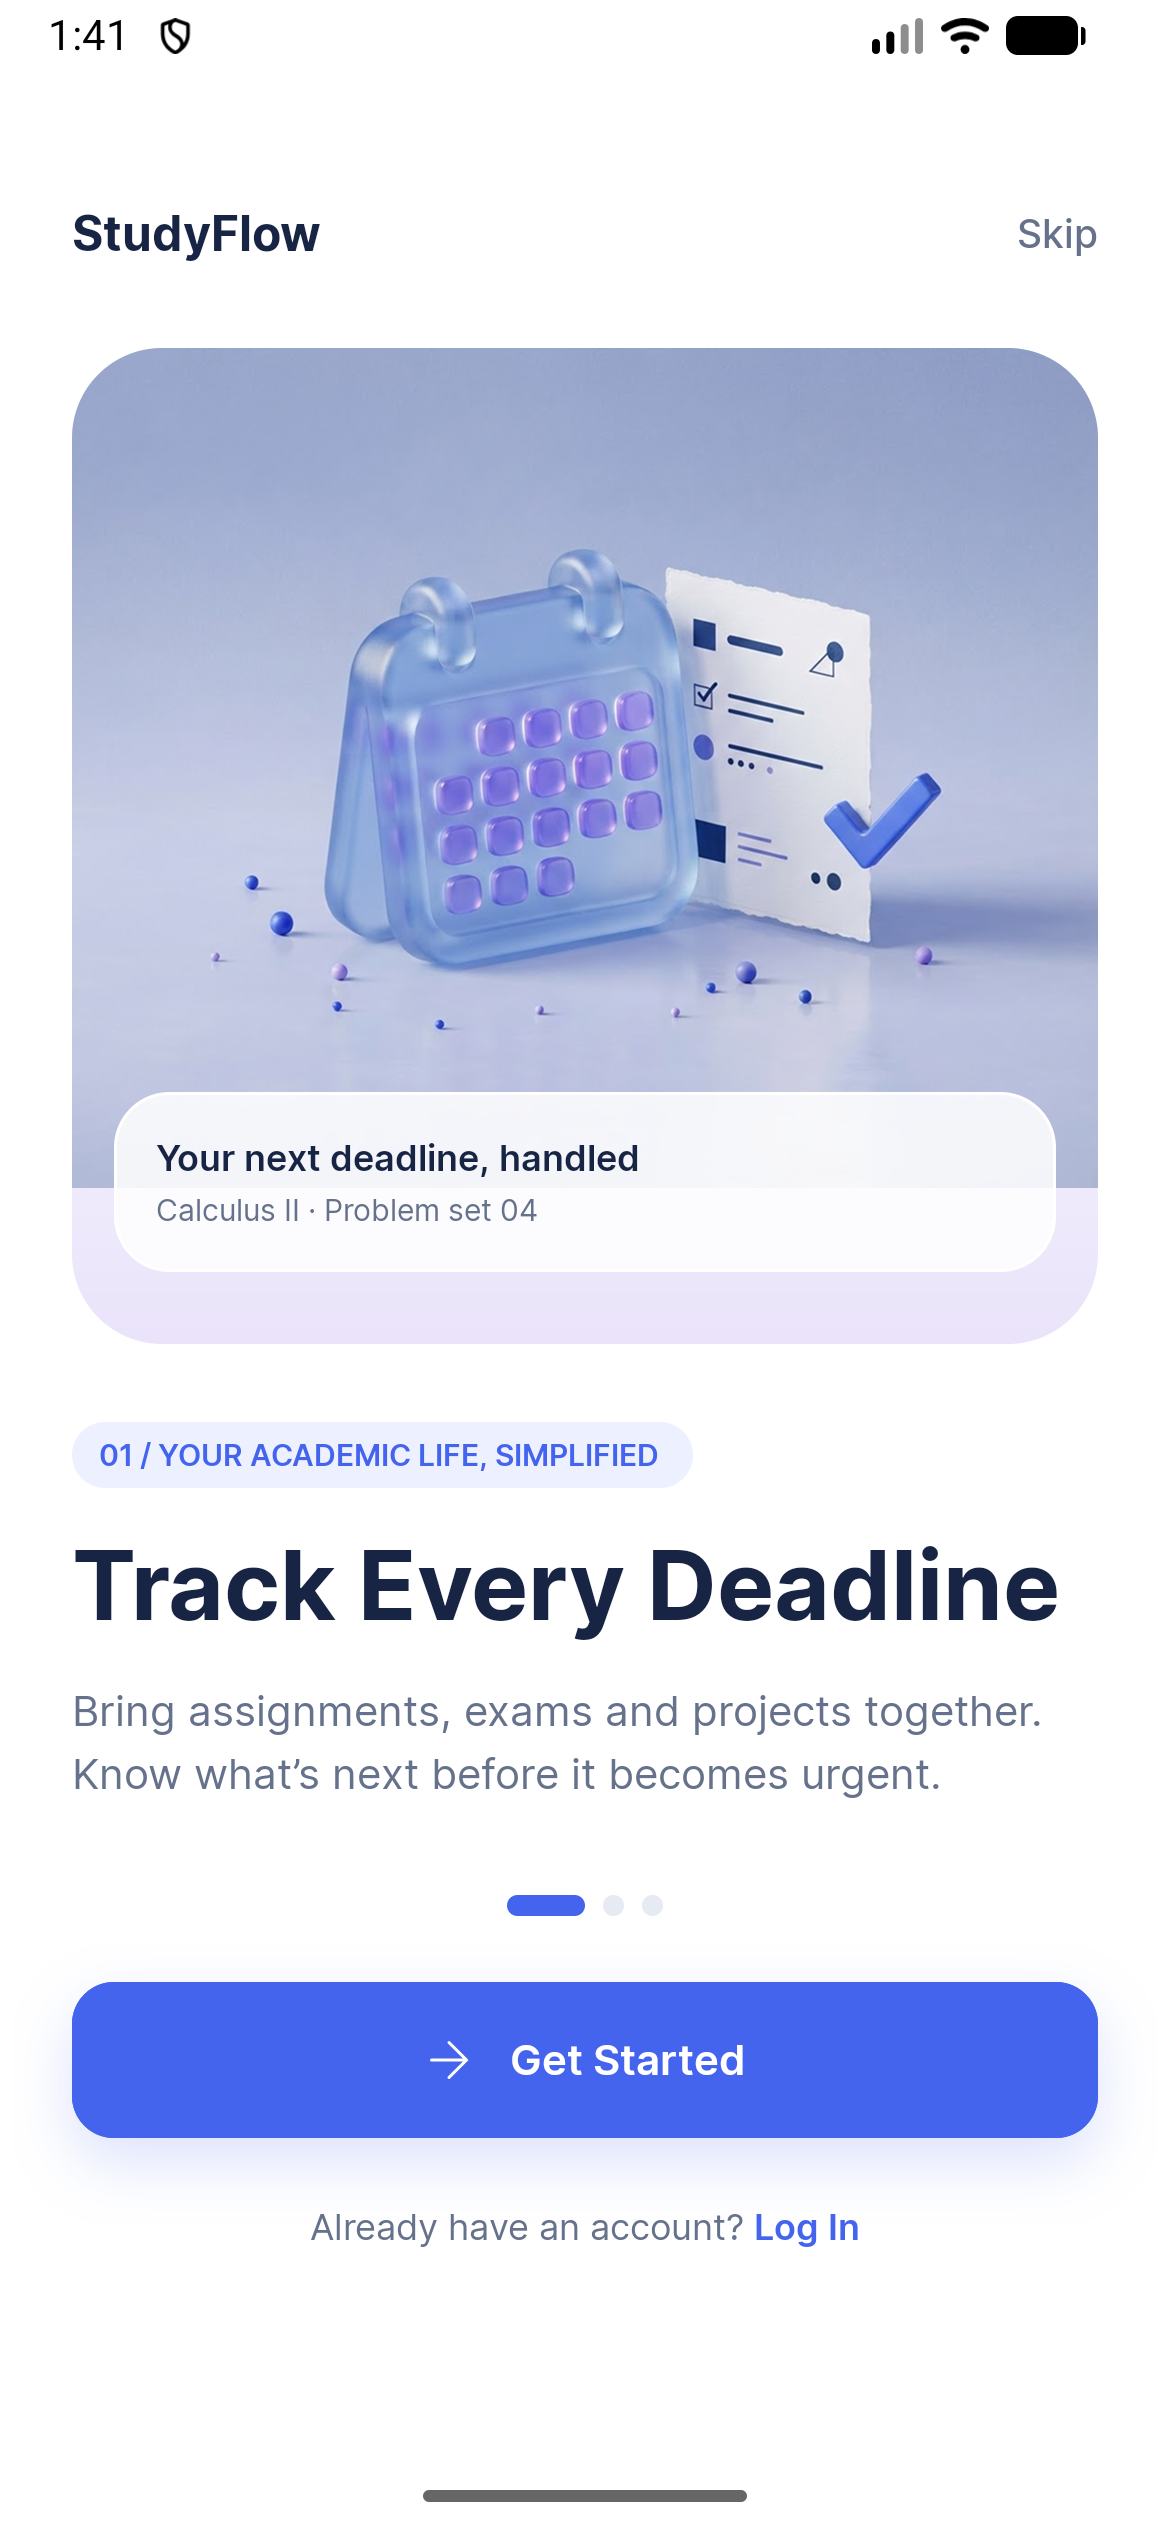 1:41
StudyFlow
Skip
Your next deadline, handled
Calculus II · Problem set 04
01 / YOUR ACADEMIC LIFE, SIMPLIFIED
Track Every Deadline
Bring assignments, exams and projects together.
Know what’s next before it becomes urgent.
Get Started
Already have an account? Log In